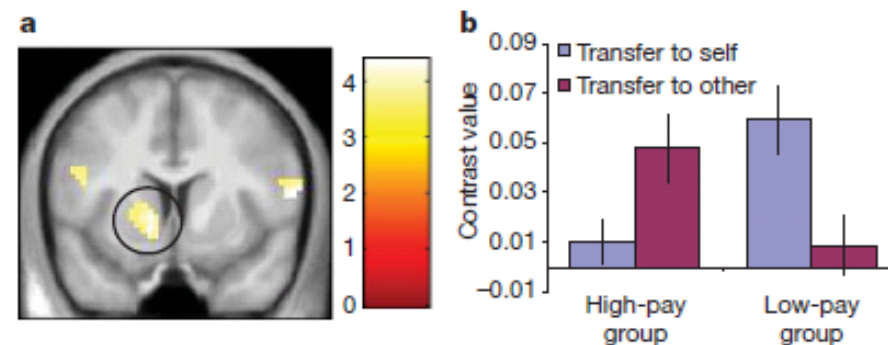 a
4
3
2
1
0
b
Contrast value
0.09
0.07
0.05
0.03
0.01
–0.01
Transfer to self
Transfer to other
High-pay
group
Low-pay
group